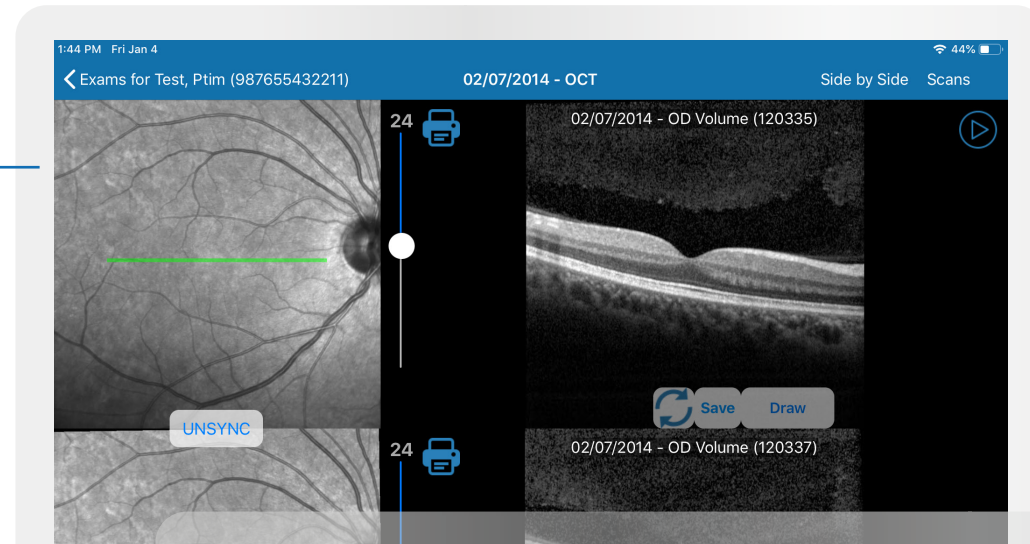 1:44 PM Fri Jan 4
44%
Exams for Test, Ptim (987655432211)
02/07/2014 - OCT
Side by Side Scans
24
02/07/2014 - OD Volume (120335)
Save Draw
UNSYNC
24
02/07/2014 - OD Volume (120337)